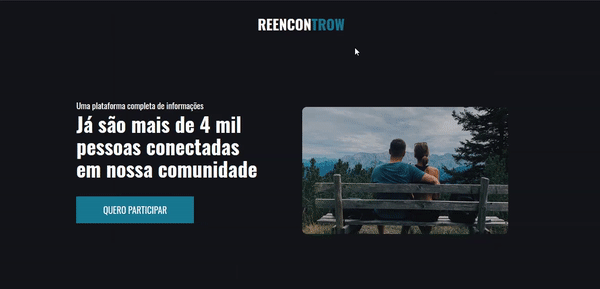 REENCONTROW
Uma plataforma completa de informações
Já são mais de 4 mil
pessoas conectadas
em nossa comunidade
QUERO PARTICIPAR